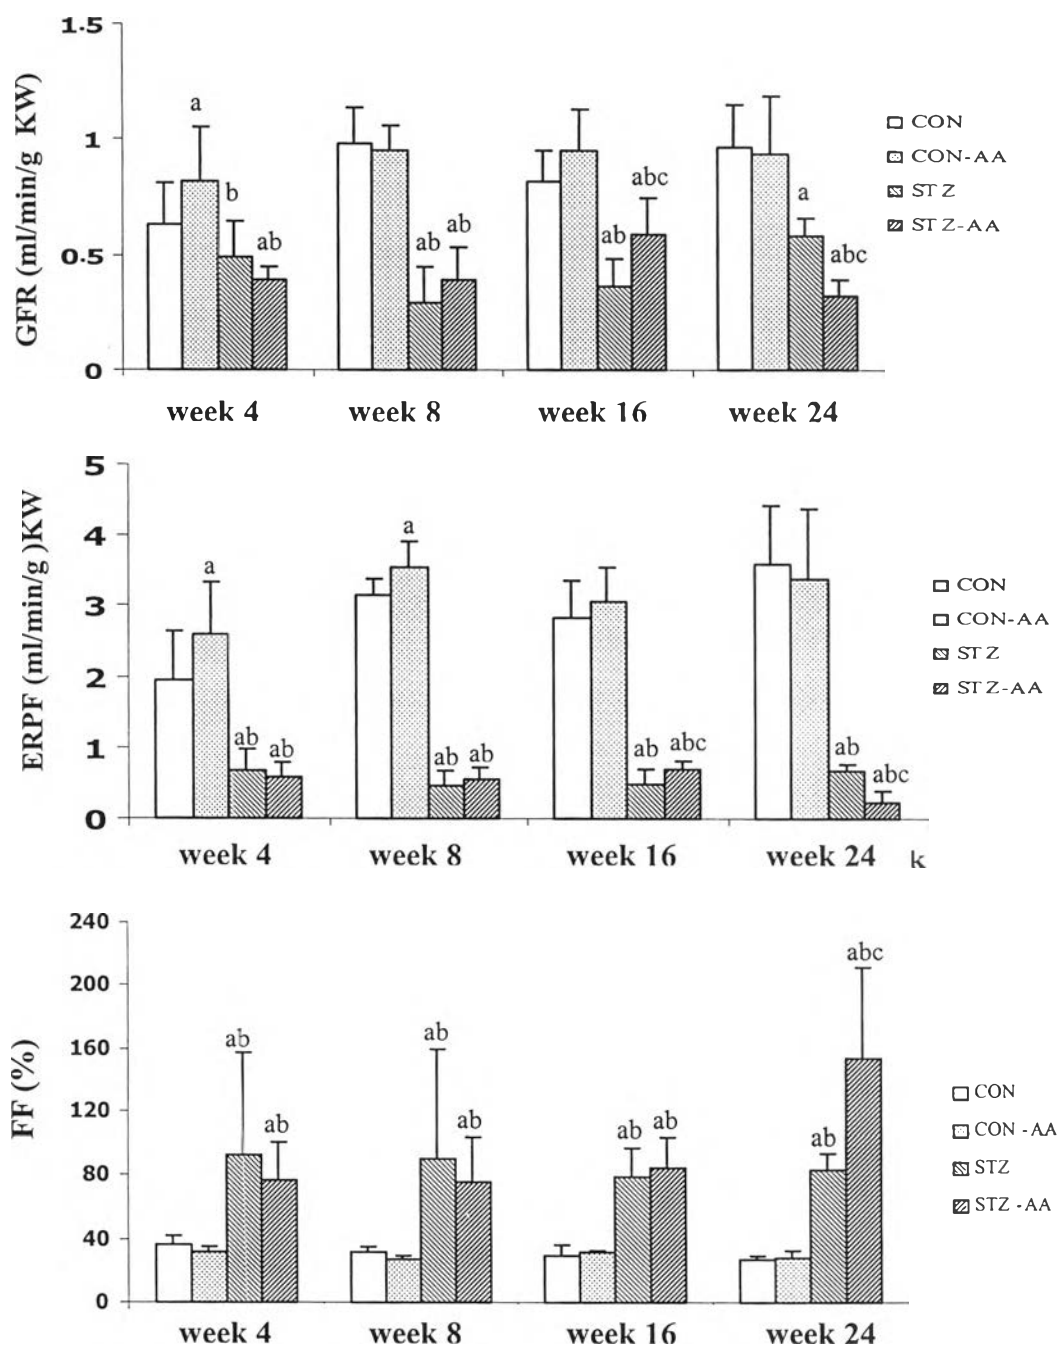 1.5
1
0.5
0
GFR (ml/min/g KW)
a
b
ab
ab
ab
ab
abc
a
abc
CON
CON-AA
STZ
STZ-AA
week 4
week 8
week 16
week 24
5
4
3
2
1
0
ERPF (ml/min/g )KW
a
ab
ab
a
ab
ab
ab
abc
ab
abc
CON
CON-AA
STZ
STZ-AA
week 4
week 8
week 16
week 24
k
240
200
160
120
80
40
0
FF (%)
ab
ab
ab
ab
ab
ab
ab
abc
CON
CON -AA
STZ
STZ -AA
week 4
week 8
week 16
week 24